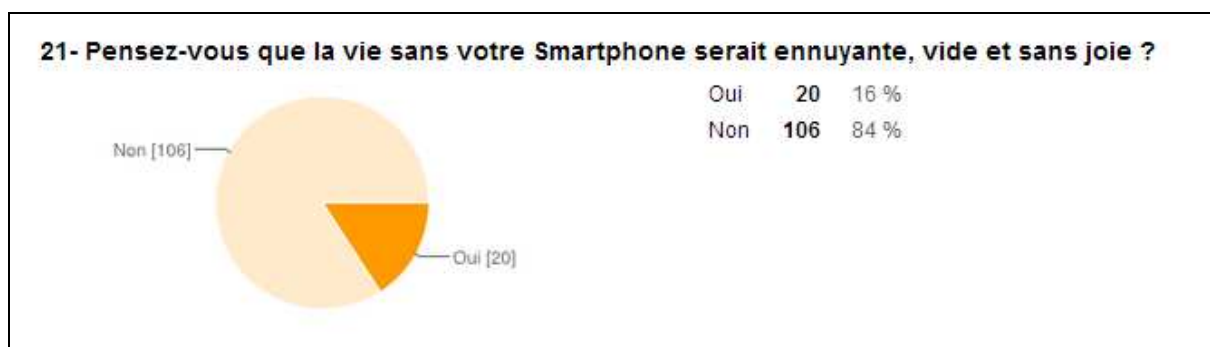 21- Pensez-vous que la vie sans votre Smartphone serait ennuyante, vide et sans joie ?
Oui 20 16 %
Non 106 84 %
Non [106]
Oui [20]